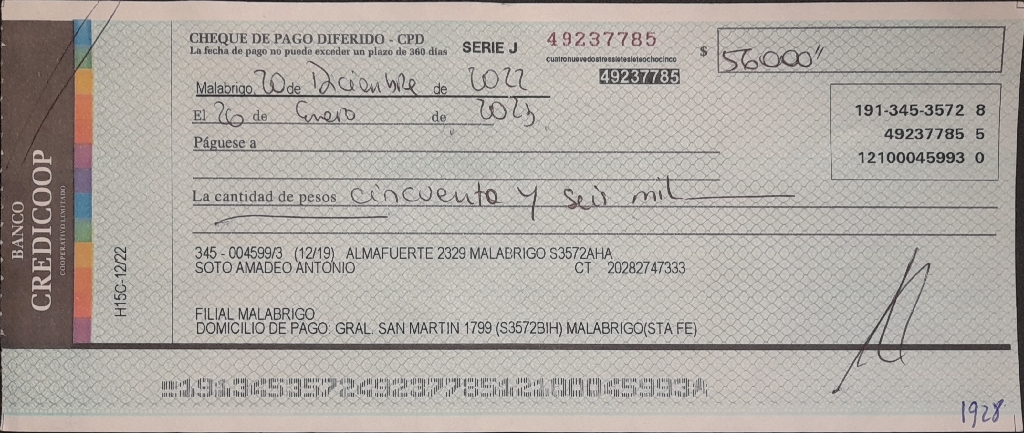 BANCO
CREDICOOP
COOPERATIVO LIMITADO
H15C-12/22
CHEQUE DE PAGO DIFERIDO - CPD
La fecha de pago no puede exceder un plazo de 360 días
SERIE J
49237785
cuatronuevedostressietesieteochocinco
49237785
$ 56000"
Malabrigo, 20 de Diciembre de 2022
El 26 de Enero de 2023
191-345-3572 8
49237785 5
12100045993 0
Páguese a
La cantidad de pesos cincuenta y seis mil
345 - 004599/3 (12/19) ALMAFUERTE 2329 MALABRIGO S3572AHA
SOTO AMADEO ANTONIO CT 20282747333
FILIAL MALABRIGO
DOMICILIO DE PAGO: GRAL. SAN MARTIN 1799 (S3572BIH) MALABRIGO(STA FE)
1928